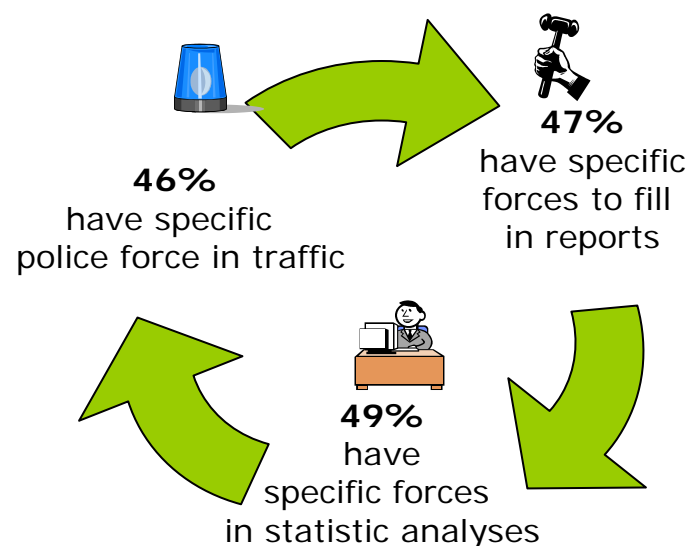 46%
have specific
police force in traffic
47%
have specific
forces to fill
in reports
49%
have
specific forces
in statistic analyses